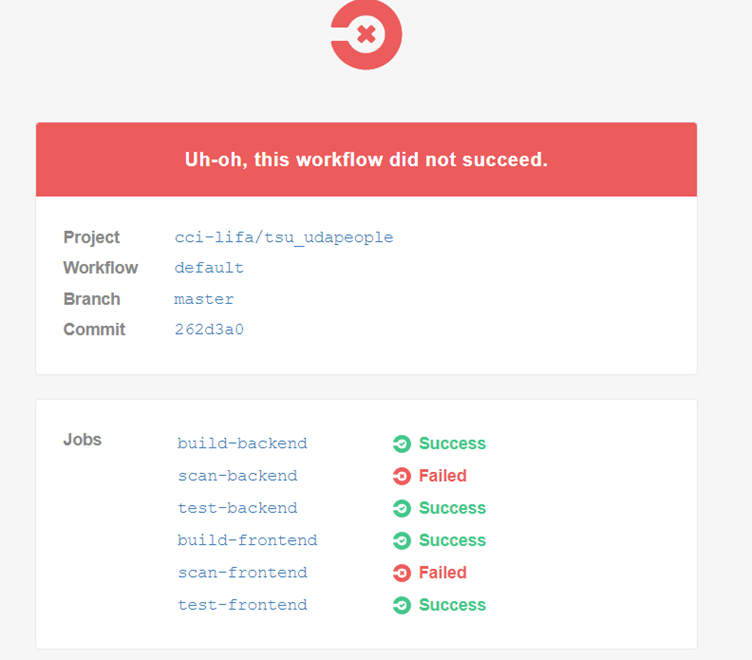 Uh-oh, this workflow did not succeed.
Project cci-lifa/tsu_udapeople
Workflow default
Branch master
Commit 262d3a0
Jobs build-backend Success
scan-backend Failed
test-backend Success
build-frontend Success
scan-frontend Failed
test-frontend Success